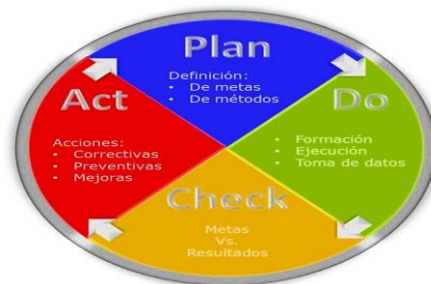 Plan
Definición:
• De metas
• De métodos
Do
• Formación
• Ejecución
• Toma de datos
Check
Metas
Vs.
Resultados
Act
Acciones:
• Correctivas
• Preventivas
• Mejoras